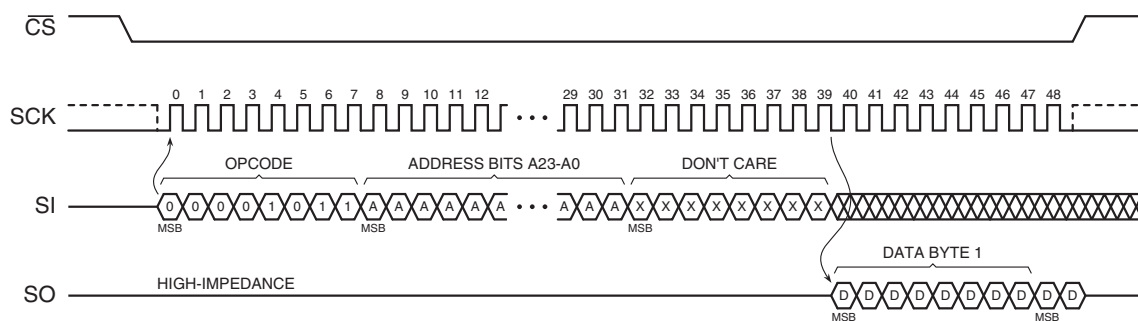 CS
0 1 2 3 4 5 6 7 8 9 10 11 12 29 30 31 32 33 34 35 36 37 38 39 40 41 42 43 44 45 46 47 48
SCK
OPCODE ADDRESS BITS A23-A0 DON'T CARE
SI 0 0 0 0 1 0 1 1 A A A A A A A A A X X X X X X X X
MSB MSB MSB
DATA BYTE 1
HIGH-IMPEDANCE
SO D D D D D D D D D D
MSB MSB